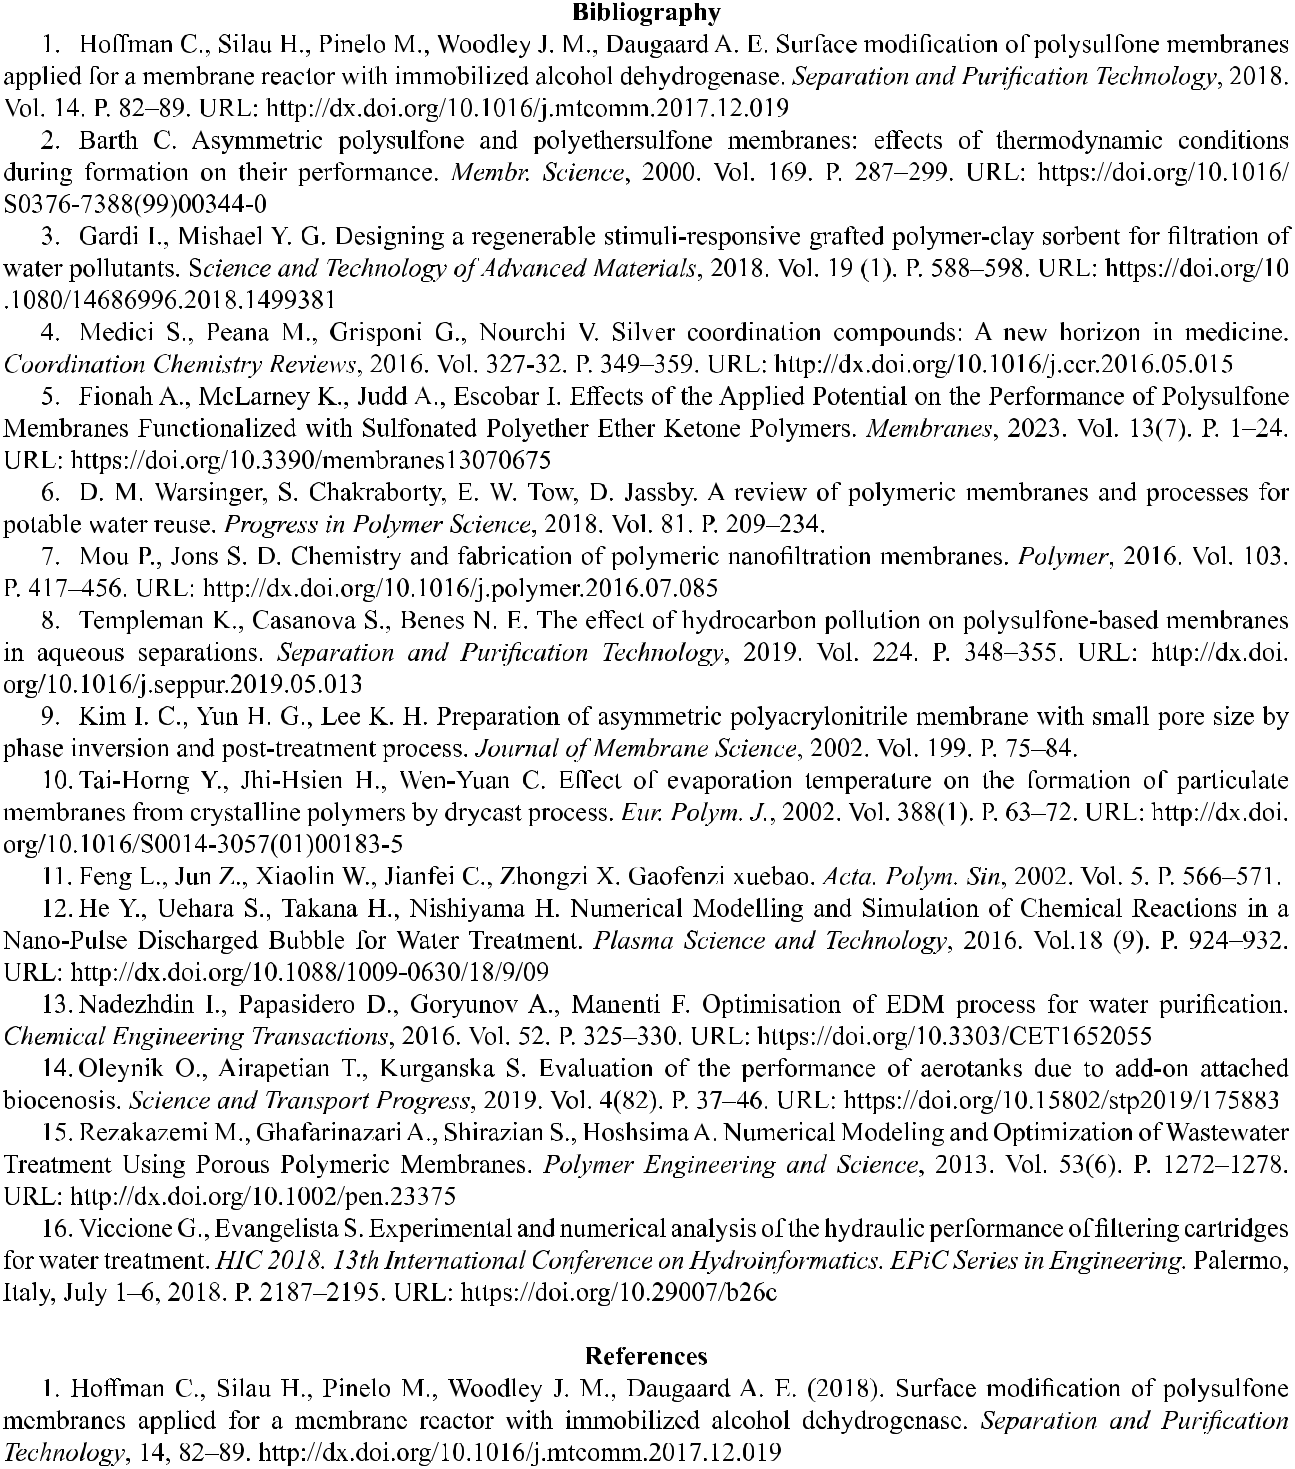 Bibliography
1. Hoffman C., Silau H., Pinelo M., Woodley J. M., Daugaard A. E. Surface modification of polysulfone membranes
applied for a membrane reactor with immobilized alcohol dehydrogenase. Separation and Purification Technology, 2018.
Vol. 14. P. 82–89. URL: http://dx.doi.org/10.1016/j.mtcomm.2017.12.019
2. Barth C. Asymmetric polysulfone and polyethersulfone membranes: effects of thermodynamic conditions
during formation on their performance. Membr. Science, 2000. Vol. 169. P. 287–299. URL: https://doi.org/10.1016/
S0376-7388(99)00344-0
3. Gardi I., Mishael Y. G. Designing a regenerable stimuli-responsive grafted polymer-clay sorbent for filtration of
water pollutants. Science and Technology of Advanced Materials, 2018. Vol. 19 (1). P. 588–598. URL: https://doi.org/10
.1080/14686996.2018.1499381
4. Medici S., Peana M., Grisponi G., Nourchi V. Silver coordination compounds: A new horizon in medicine.
Coordination Chemistry Reviews, 2016. Vol. 327-32. P. 349–359. URL: http://dx.doi.org/10.1016/j.ccr.2016.05.015
5. Fionah A., McLarney K., Judd A., Escobar I. Effects of the Applied Potential on the Performance of Polysulfone
Membranes Functionalized with Sulfonated Polyether Ether Ketone Polymers. Membranes, 2023. Vol. 13(7). P. 1–24.
URL: https://doi.org/10.3390/membranes13070675
6. D. M. Warsinger, S. Chakraborty, E. W. Tow, D. Jassby. A review of polymeric membranes and processes for
potable water reuse. Progress in Polymer Science, 2018. Vol. 81. P. 209–234.
7. Mou P., Jons S. D. Chemistry and fabrication of polymeric nanofiltration membranes. Polymer, 2016. Vol. 103.
P. 417–456. URL: http://dx.doi.org/10.1016/j.polymer.2016.07.085
8. Templeman K., Casanova S., Benes N. E. The effect of hydrocarbon pollution on polysulfone-based membranes
in aqueous separations. Separation and Purification Technology, 2019. Vol. 224. P. 348–355. URL: http://dx.doi.
org/10.1016/j.seppur.2019.05.013
9. Kim I. C., Yun H. G., Lee K. H. Preparation of asymmetric polyacrylonitrile membrane with small pore size by
phase inversion and post-treatment process. Journal of Membrane Science, 2002. Vol. 199. P. 75–84.
10. Tai-Horng Y., Jhi-Hsien H., Wen-Yuan C. Effect of evaporation temperature on the formation of particulate
membranes from crystalline polymers by drycast process. Eur. Polym. J., 2002. Vol. 388(1). P. 63–72. URL: http://dx.doi.
org/10.1016/S0014-3057(01)00183-5
11. Feng L., Jun Z., Xiaolin W., Jianfei C., Zhongzi X. Gaofenzi xuebao. Acta. Polym. Sin, 2002. Vol. 5. P. 566–571.
12. He Y., Uehara S., Takana H., Nishiyama H. Numerical Modelling and Simulation of Chemical Reactions in a
Nano-Pulse Discharged Bubble for Water Treatment. Plasma Science and Technology, 2016. Vol.18 (9). P. 924–932.
URL: http://dx.doi.org/10.1088/1009-0630/18/9/09
13. Nadezhdin I., Papasidero D., Goryunov A., Manenti F. Optimisation of EDM process for water purification.
Chemical Engineering Transactions, 2016. Vol. 52. P. 325–330. URL: https://doi.org/10.3303/CET1652055
14. Oleynik O., Airapetian T., Kurganska S. Evaluation of the performance of aerotanks due to add-on attached
biocenosis. Science and Transport Progress, 2019. Vol. 4(82). P. 37–46. URL: https://doi.org/10.15802/stp2019/175883
15. Rezakazemi M., Ghafarinazari A., Shirazian S., Hoshsima A. Numerical Modeling and Optimization of Wastewater
Treatment Using Porous Polymeric Membranes. Polymer Engineering and Science, 2013. Vol. 53(6). P. 1272–1278.
URL: http://dx.doi.org/10.1002/pen.23375
16. Viccione G., Evangelista S. Experimental and numerical analysis of the hydraulic performance of filtering cartridges
for water treatment. HIC 2018. 13th International Conference on Hydroinformatics. EPiC Series in Engineering. Palermo,
Italy, July 1–6, 2018. P. 2187–2195. URL: https://doi.org/10.29007/b26c
References
1. Hoffman C., Silau H., Pinelo M., Woodley J. M., Daugaard A. E. (2018). Surface modification of polysulfone
membranes applied for a membrane reactor with immobilized alcohol dehydrogenase. Separation and Purification
Technology, 14, 82–89. http://dx.doi.org/10.1016/j.mtcomm.2017.12.019